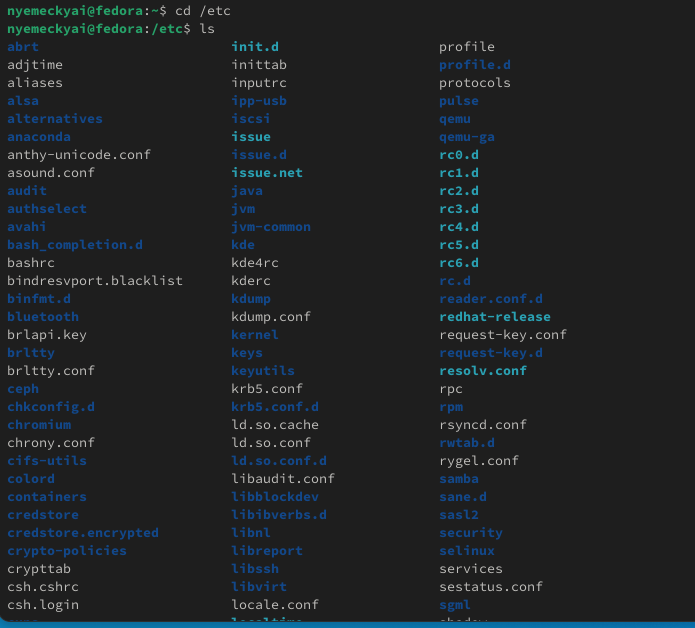 nyemeckyai@fedora:~$ cd /etc
nyemeckyai@fedora:/etc$ ls
abrt init.d profile
adjtime inittab profile.d
aliases inputrc protocols
alsa ipp-usb pulse
alternatives iscsi qemu
anaconda issue qemu-ga
anthy-unicode.conf issue.d rc0.d
asound.conf issue.net rc1.d
audit java rc2.d
authselect jvm rc3.d
avahi jvm-common rc4.d
bash_completion.d kde rc5.d
bashrc kde4rc rc6.d
bindresvport.blacklist kderc rc.d
binfmt.d kdump reader.conf.d
bluetooth kdump.conf redhat-release
brlapi.key kernel request-key.conf
brltty keys request-key.d
brltty.conf keyutils resolv.conf
ceph krb5.conf rpc
chkconfig.d krb5.conf.d rpm
chromium ld.so.cache rsyncd.conf
chrony.conf ld.so.conf rwtab.d
cifs-utils ld.so.conf.d rygel.conf
colord libaudit.conf samba
containers libblockdev sane.d
credstore libibverbs.d sasl2
credstore.encrypted libnl security
crypto-policies libreport selinux
crypttab libssh services
csh.cshrc libvirt sestatus.conf
csh.login locale.conf sgml